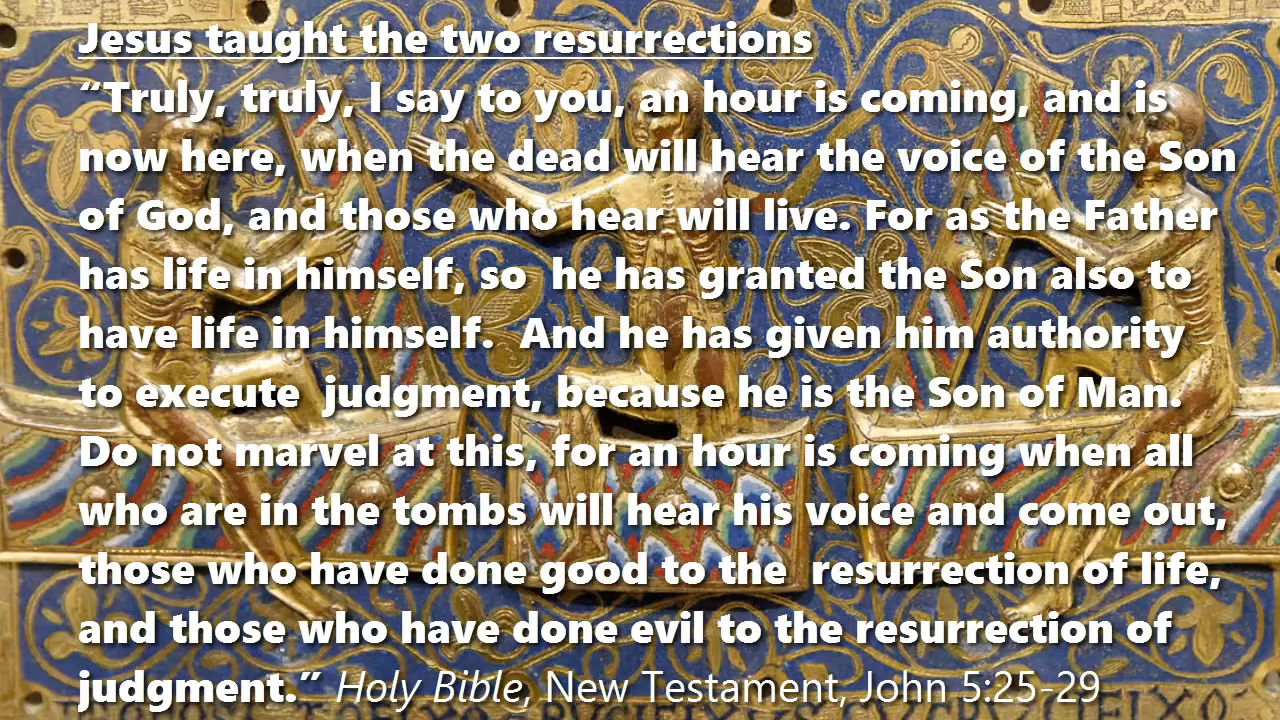 Jesus taught the two resurrections
“Truly, truly, I say to you, an hour is coming, and is
now here, when the dead will hear the voice of the Son
of God, and those who hear will live. For as the Father
has life in himself, so  he has granted the Son also to
have life in himself.  And he has given him authority
to execute  judgment, because he is the Son of Man.
Do not marvel at this, for an hour is coming when all
who are in the tombs will hear his voice and come out,
those who have done good to the  resurrection of life,
and those who have done evil to the resurrection of
judgment.” Holy Bible, New Testament, John 5:25-29